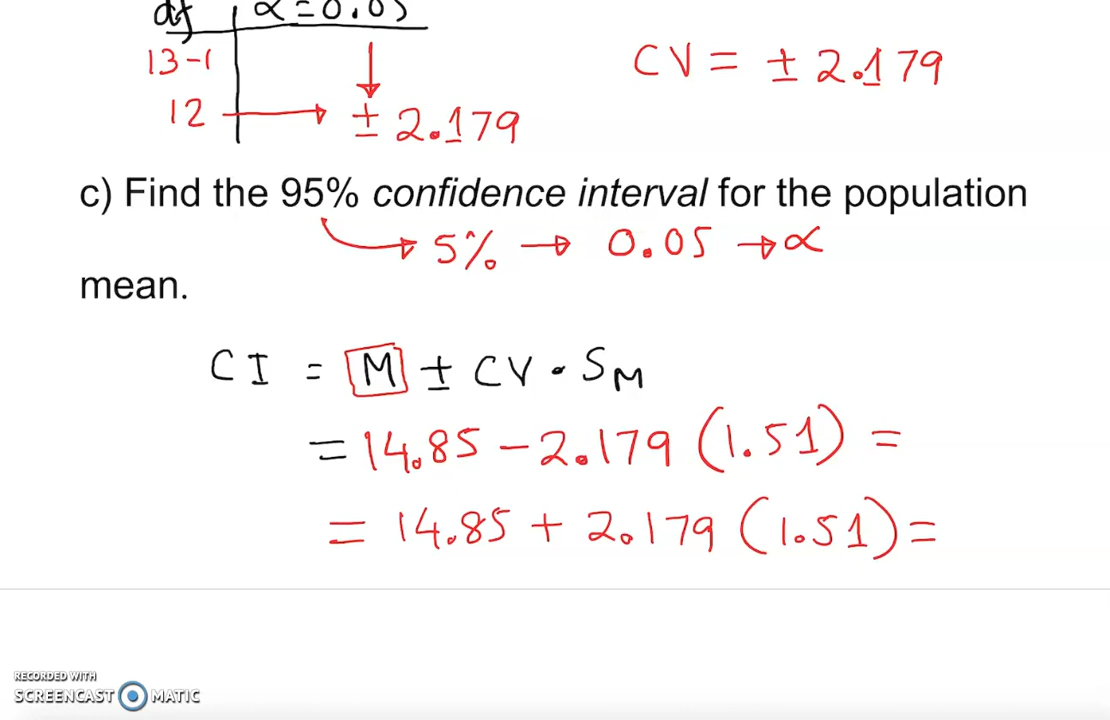 df | α = 0.05
13-1
12 → ± 2.179
CV = ± 2.179
c) Find the 95% confidence interval for the population
→ 5% → 0.05 → α
mean.
CI = M ± CV · SM
= 14.85 - 2.179 (1.51) =
= 14.85 + 2.179 (1.51) =
RECORDED WITH
SCREENCAST MATIC